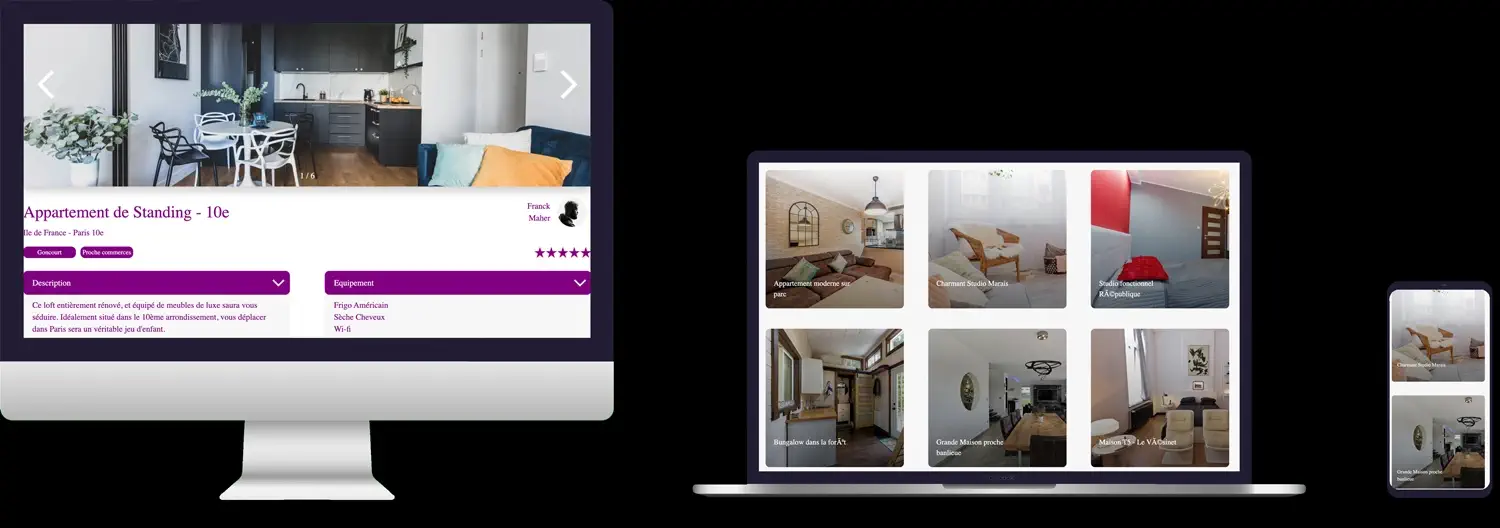 1 / 6
Appartement de Standing - 10e
Ile de France - Paris 10e
Franck
Maher
Goncourt
Proche commerces
★★★★★
Description
Ce loft entièrement rénové, et équipé de meubles de luxe saura vous
séduire. Idéalement situé dans le 10ème arrondissement, vous déplacer
dans Paris sera un véritable jeu d'enfant.
Equipement
Frigo Américain
Sèche Cheveux
Wi-fi
Appartement moderne sur
parc
Charmant Studio Marais
Studio fonctionnel
RÃ©publique
Bungalow dans la forÃªt
Grande Maison proche
banlieue
Maison T5 - Le VÃ©sinet
Charmant Studio Marais
Grande Maison proche
banlieue